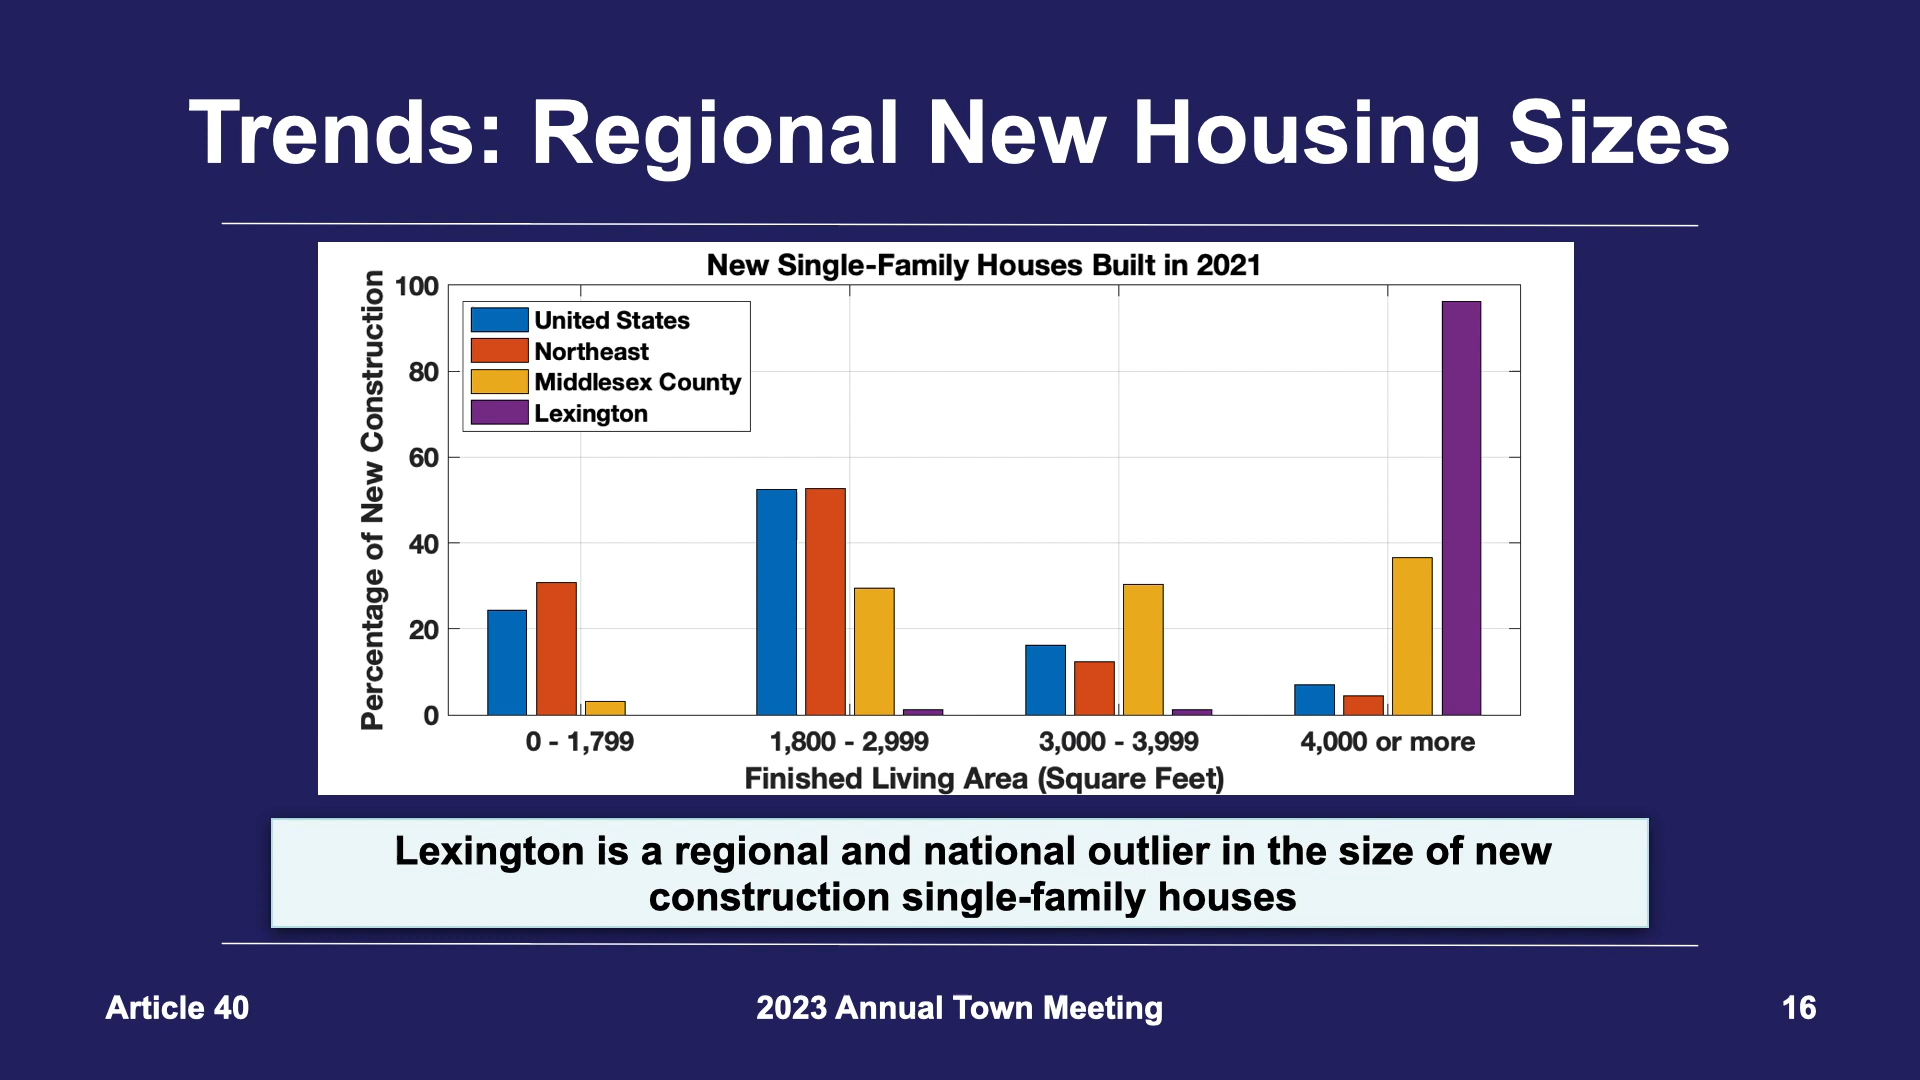 Trends: Regional New Housing Sizes
New Single-Family Houses Built in 2021
Percentage of New Construction
100
80
60
40
20
0
United States
Northeast
Middlesex County
Lexington
0 - 1,799
1,800 - 2,999
3,000 - 3,999
4,000 or more
Finished Living Area (Square Feet)
Lexington is a regional and national outlier in the size of new
construction single-family houses
Article 40
2023 Annual Town Meeting
16